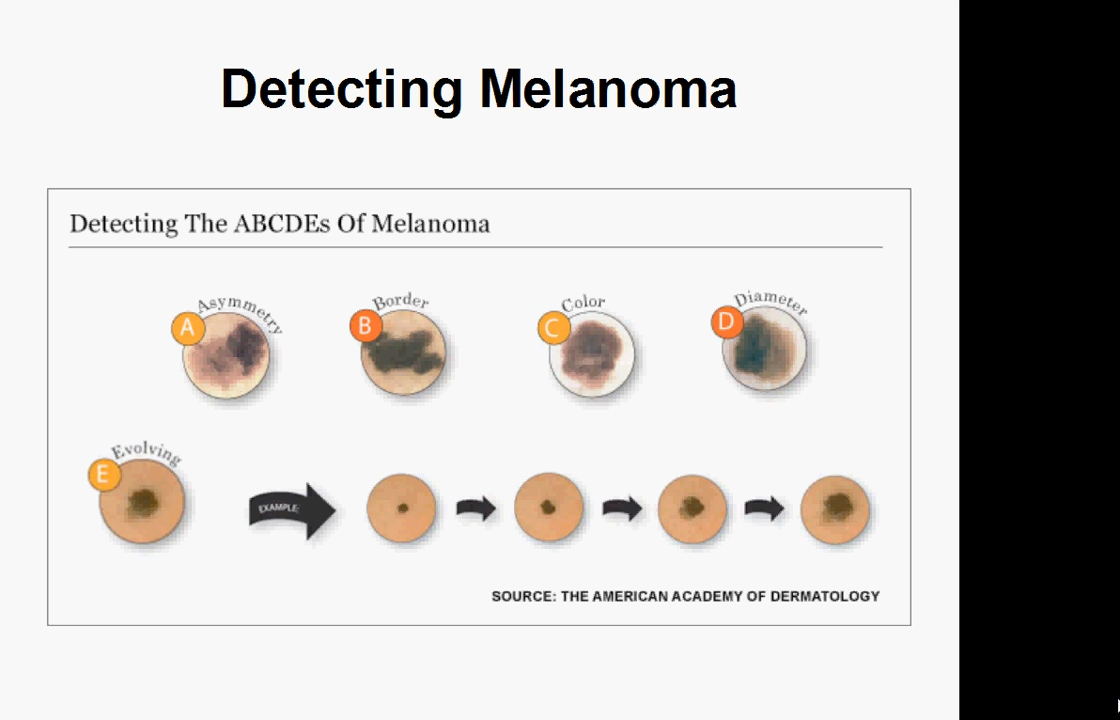 Detecting Melanoma
Detecting The ABCDEs Of Melanoma
A Asymmetry
B Border
C Color
D Diameter
E Evolving
EXAMPLE:
SOURCE: THE AMERICAN ACADEMY OF DERMATOLOGY